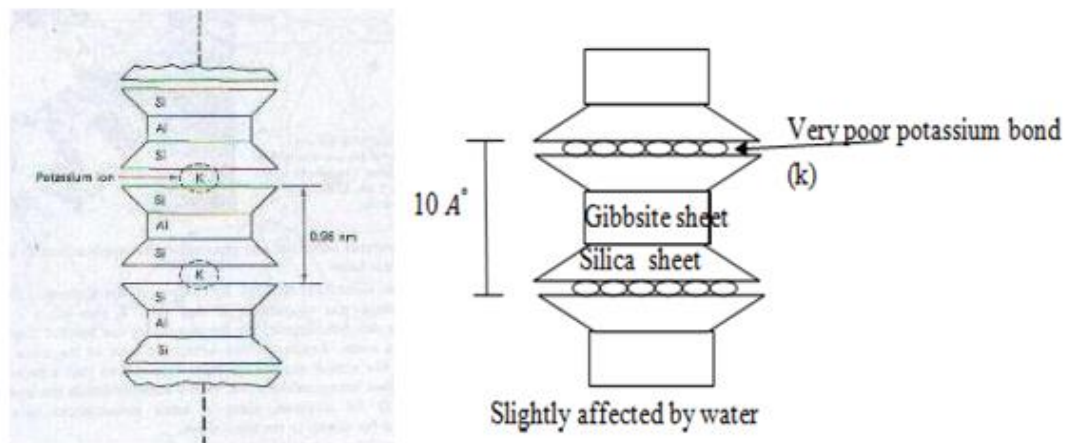 Si
Al
Si
Potassium ion
K
Si
Al
Si
0.96 nm
K
Si
Al
Si
Very poor potassium bond
(k)
10 A°
Gibbsite sheet
Silica sheet
Slightly affected by water